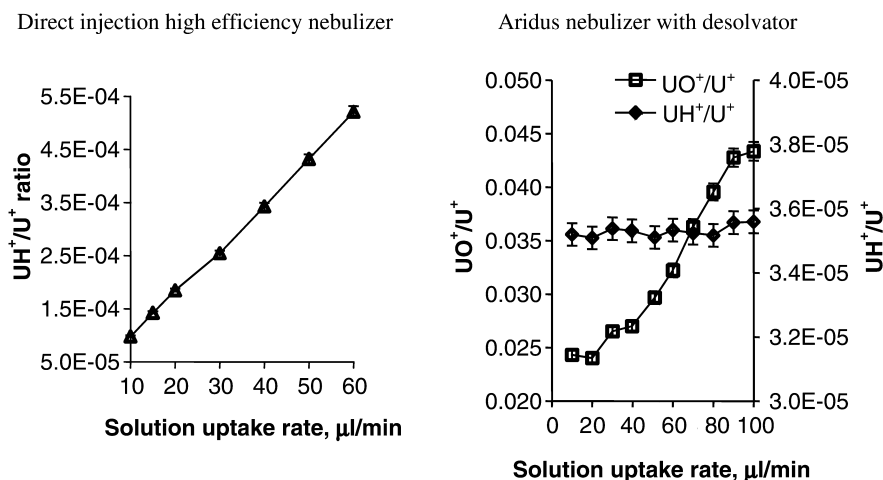 Direct injection high efficiency nebulizer
5.5E-04
4.5E-04
3.5E-04
2.5E-04
1.5E-04
5.0E-05
UH⁺/U⁺ ratio
10 20 30 40 50 60
Solution uptake rate, µl/min
Aridus nebulizer with desolvator
UO⁺/U⁺
UH⁺/U⁺
0.050
0.045
0.040
0.035
0.030
0.025
0.020
UO⁺/U⁺
4.0E-05
3.8E-05
3.6E-05
3.4E-05
3.2E-05
3.0E-05
UH⁺/U⁺
0 20 40 60 80 100
Solution uptake rate, µl/min